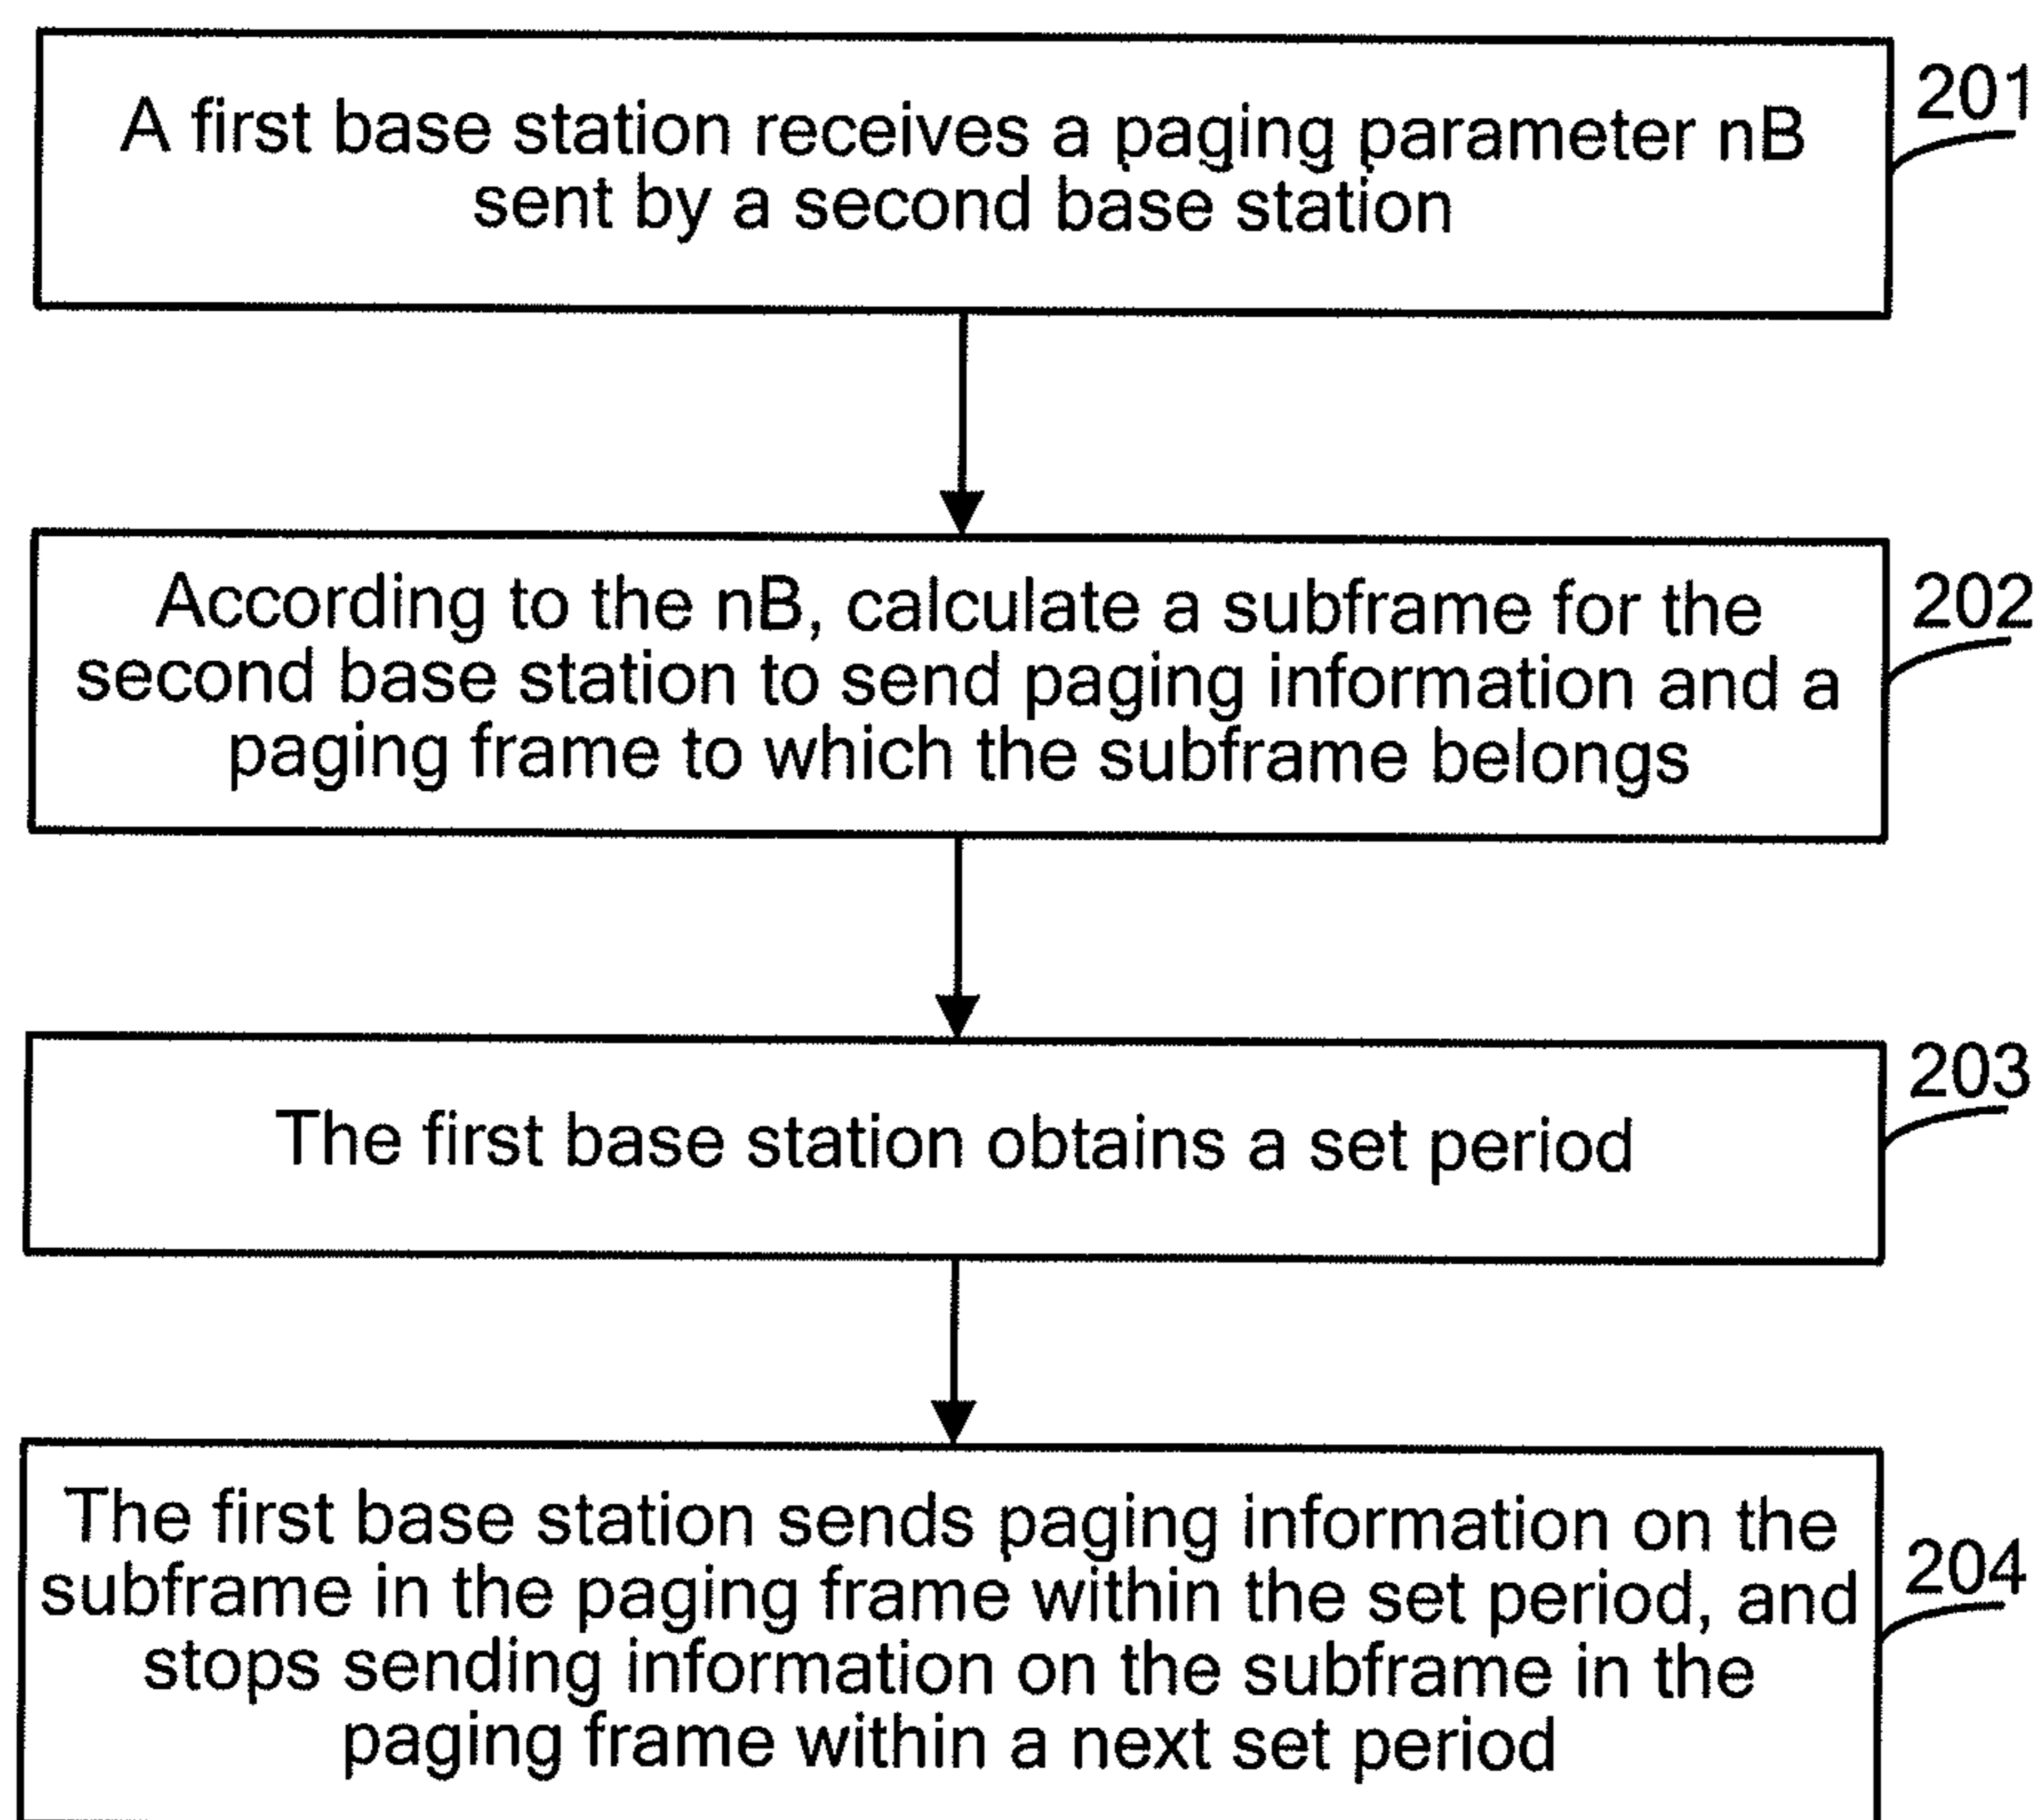 A first base station receives a paging parameter nB
sent by a second base station
201
According to the nB, calculate a subframe for the
second base station to send paging information and a
paging frame to which the subframe belongs
202
The first base station obtains a set period
203
The first base station sends paging information on the
subframe in the paging frame within the set period, and
stops sending information on the subframe in the
paging frame within a next set period
204